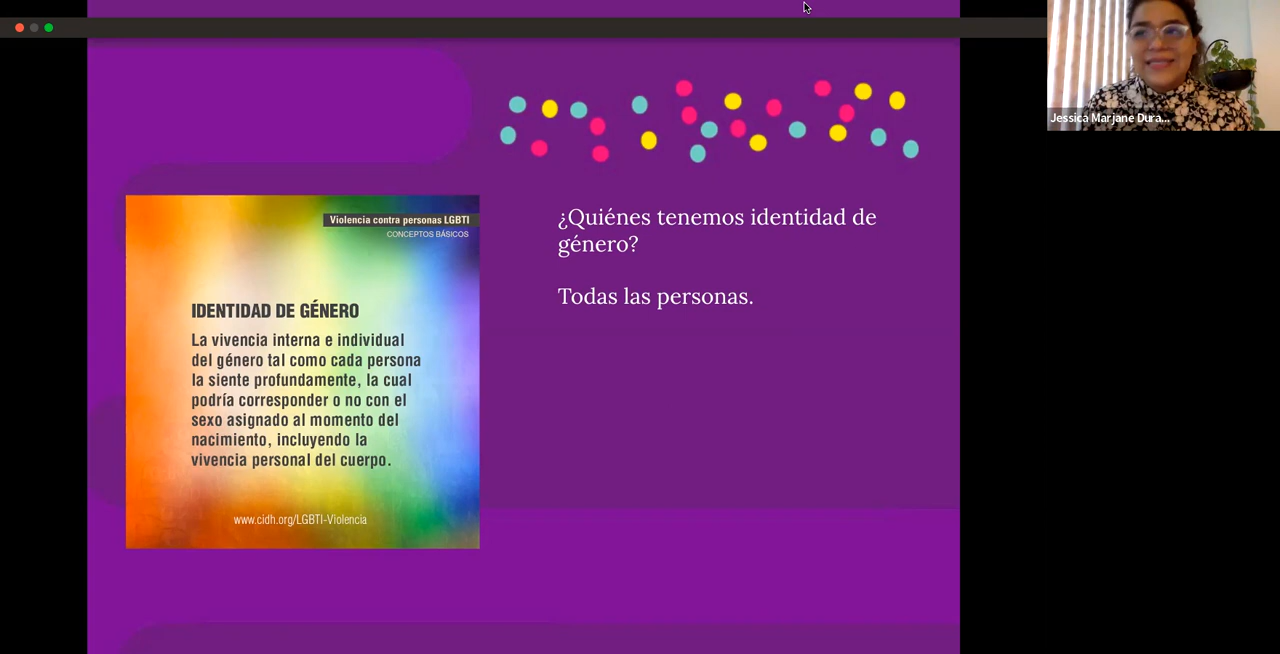 Jessica Marjane Dura...
Violencia contra personas LGBTI
CONCEPTOS BÁSICOS
IDENTIDAD DE GÉNERO
La vivencia interna e individual
del género tal como cada persona
la siente profundamente, la cual
podría corresponder o no con el
sexo asignado al momento del
nacimiento, incluyendo la
vivencia personal del cuerpo.
www.cidh.org/LGBTI-Violencia
¿Quiénes tenemos identidad de
género?
Todas las personas.